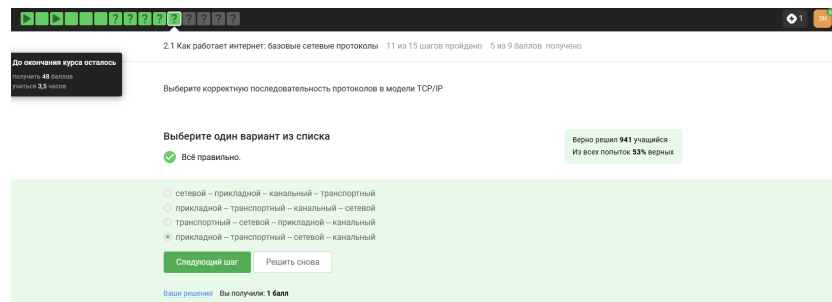 ? ? ? ? ? ? ? ? ?
1
ЗН
2.1 Как работает интернет: базовые сетевые протоколы 11 из 15 шагов пройдено 5 из 9 баллов получено
До окончания курса осталось
получить 48 баллов
учиться 3,5 часов
Выберите корректную последовательность протоколов в модели TCP/IP
Выберите один вариант из списка
Всё правильно.
Верно решил 941 учащийся
Из всех попыток 53% верных
сетевой – прикладной – канальный – транспортный
прикладной – транспортный – канальный – сетевой
транспортный – сетевой – прикладной – канальный
прикладной – транспортный – сетевой – канальный
Следующий шаг Решить снова
Ваши решения Вы получили: 1 балл